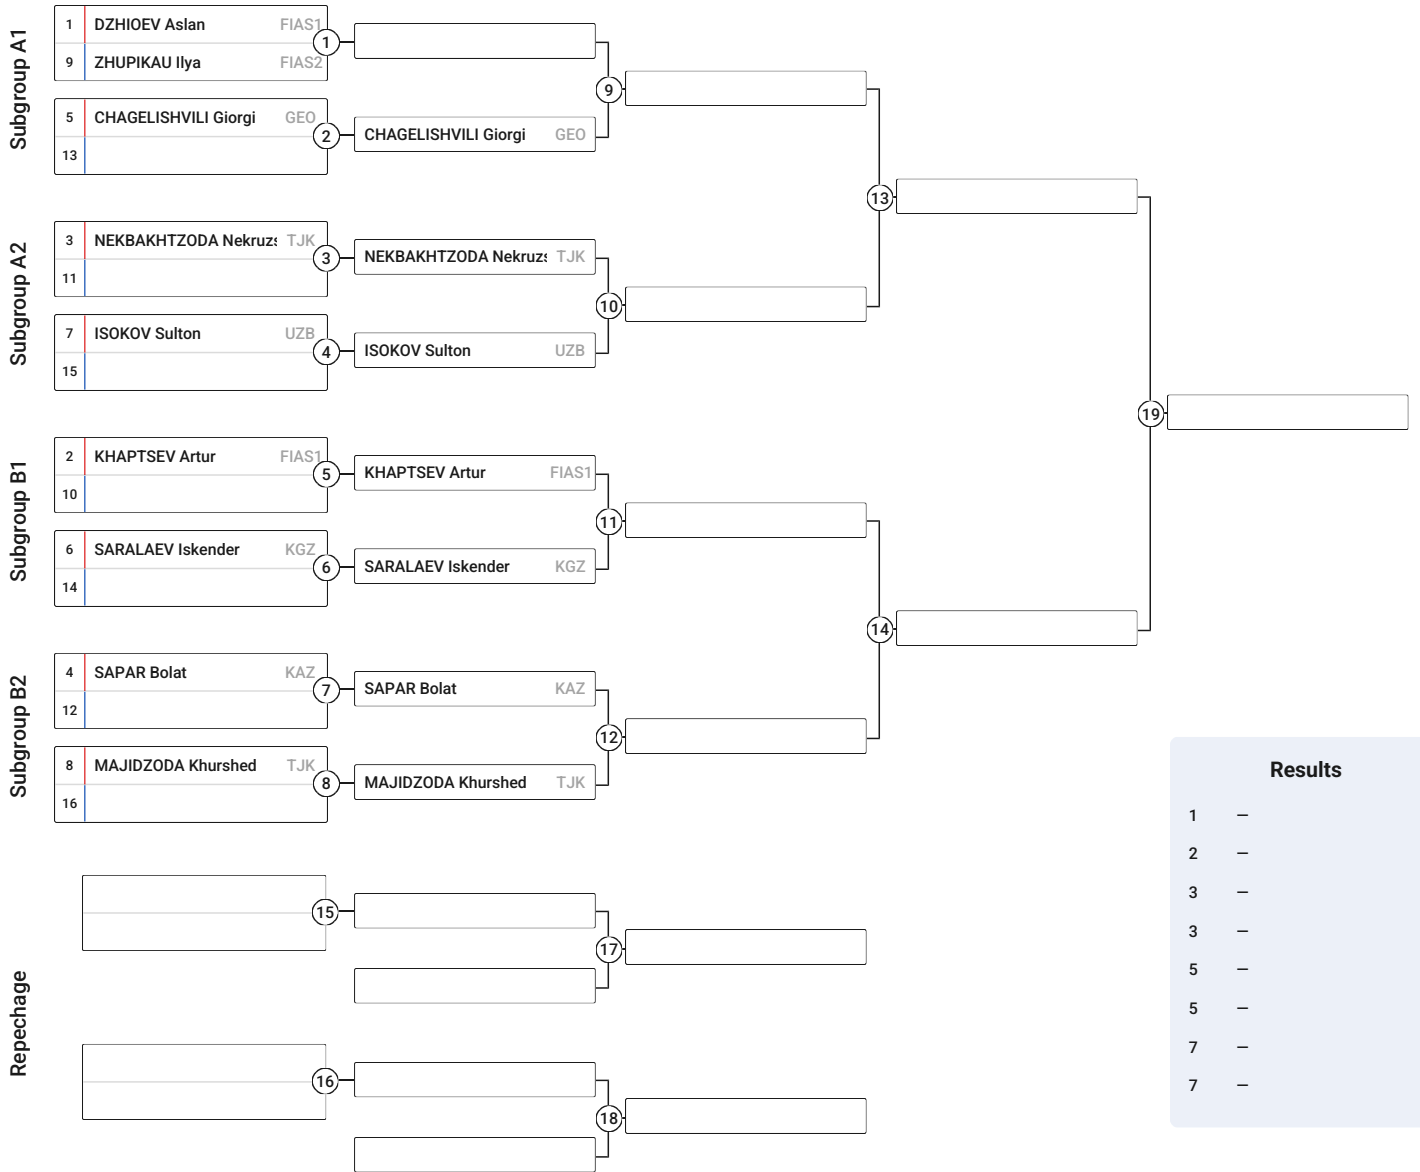 Subgroup A1
1 DZHIOEV Aslan FIAS1
9 ZHUPIKAU Ilya FIAS2
1
5 CHAGELISHVILI Giorgi GEO
13
2
CHAGELISHVILI Giorgi GEO
9
Subgroup A2
3 NEKBAKHTZODA Nekruzs TJK
11
3
NEKBAKHTZODA Nekruzs TJK
7 ISOKOV Sulton UZB
15
4
ISOKOV Sulton UZB
10
13
Subgroup B1
2 KHAPTSEV Artur FIAS1
10
5
KHAPTSEV Artur FIAS1
6 SARALAEV Iskender KGZ
14
6
SARALAEV Iskender KGZ
11
Subgroup B2
4 SAPAR Bolat KAZ
12
7
SAPAR Bolat KAZ
8 MAJIDZODA Khurshed TJK
16
8
MAJIDZODA Khurshed TJK
12
14
19
Repechage
15
17
16
18
Results
1 –
2 –
3 –
3 –
5 –
5 –
7 –
7 –